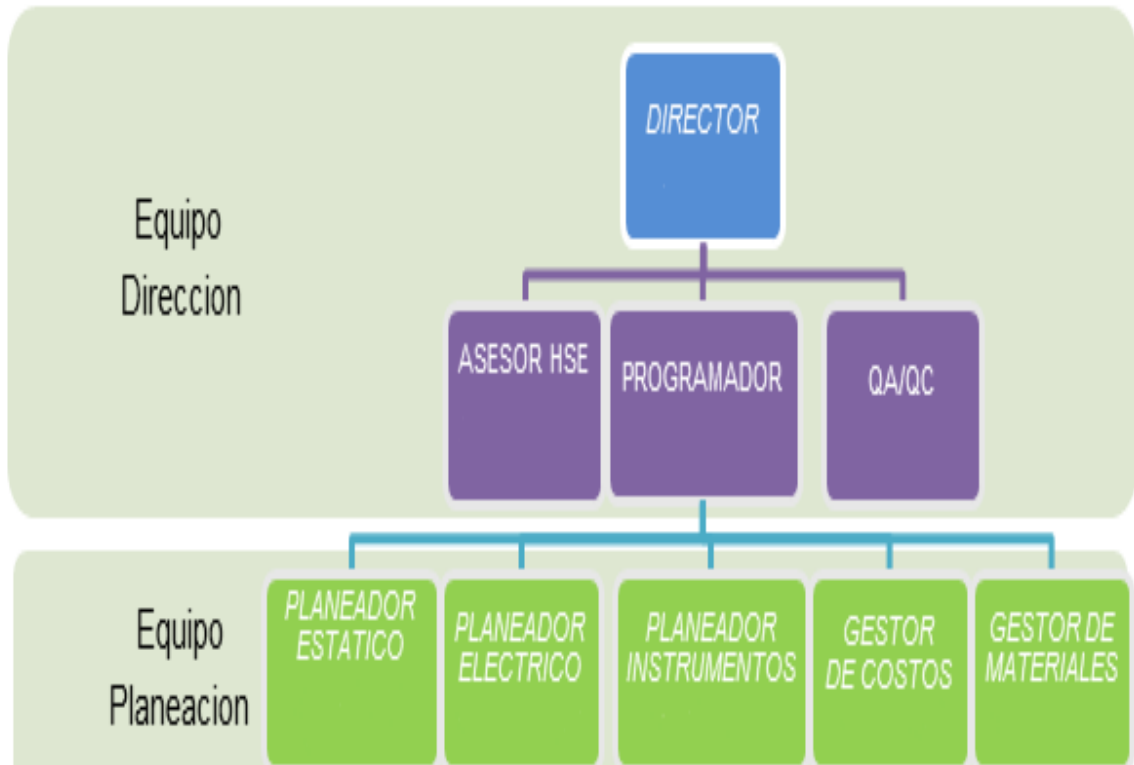 DIRECTOR
Equipo
Direccion
ASESOR HSE
PROGRAMADOR
QA/QC
Equipo
Planeacion
PLANEADOR
ESTATICO
PLANEADOR
ELECTRICO
PLANEADOR
INSTRUMENTOS
GESTOR
DE COSTOS
GESTOR DE
MATERIALES